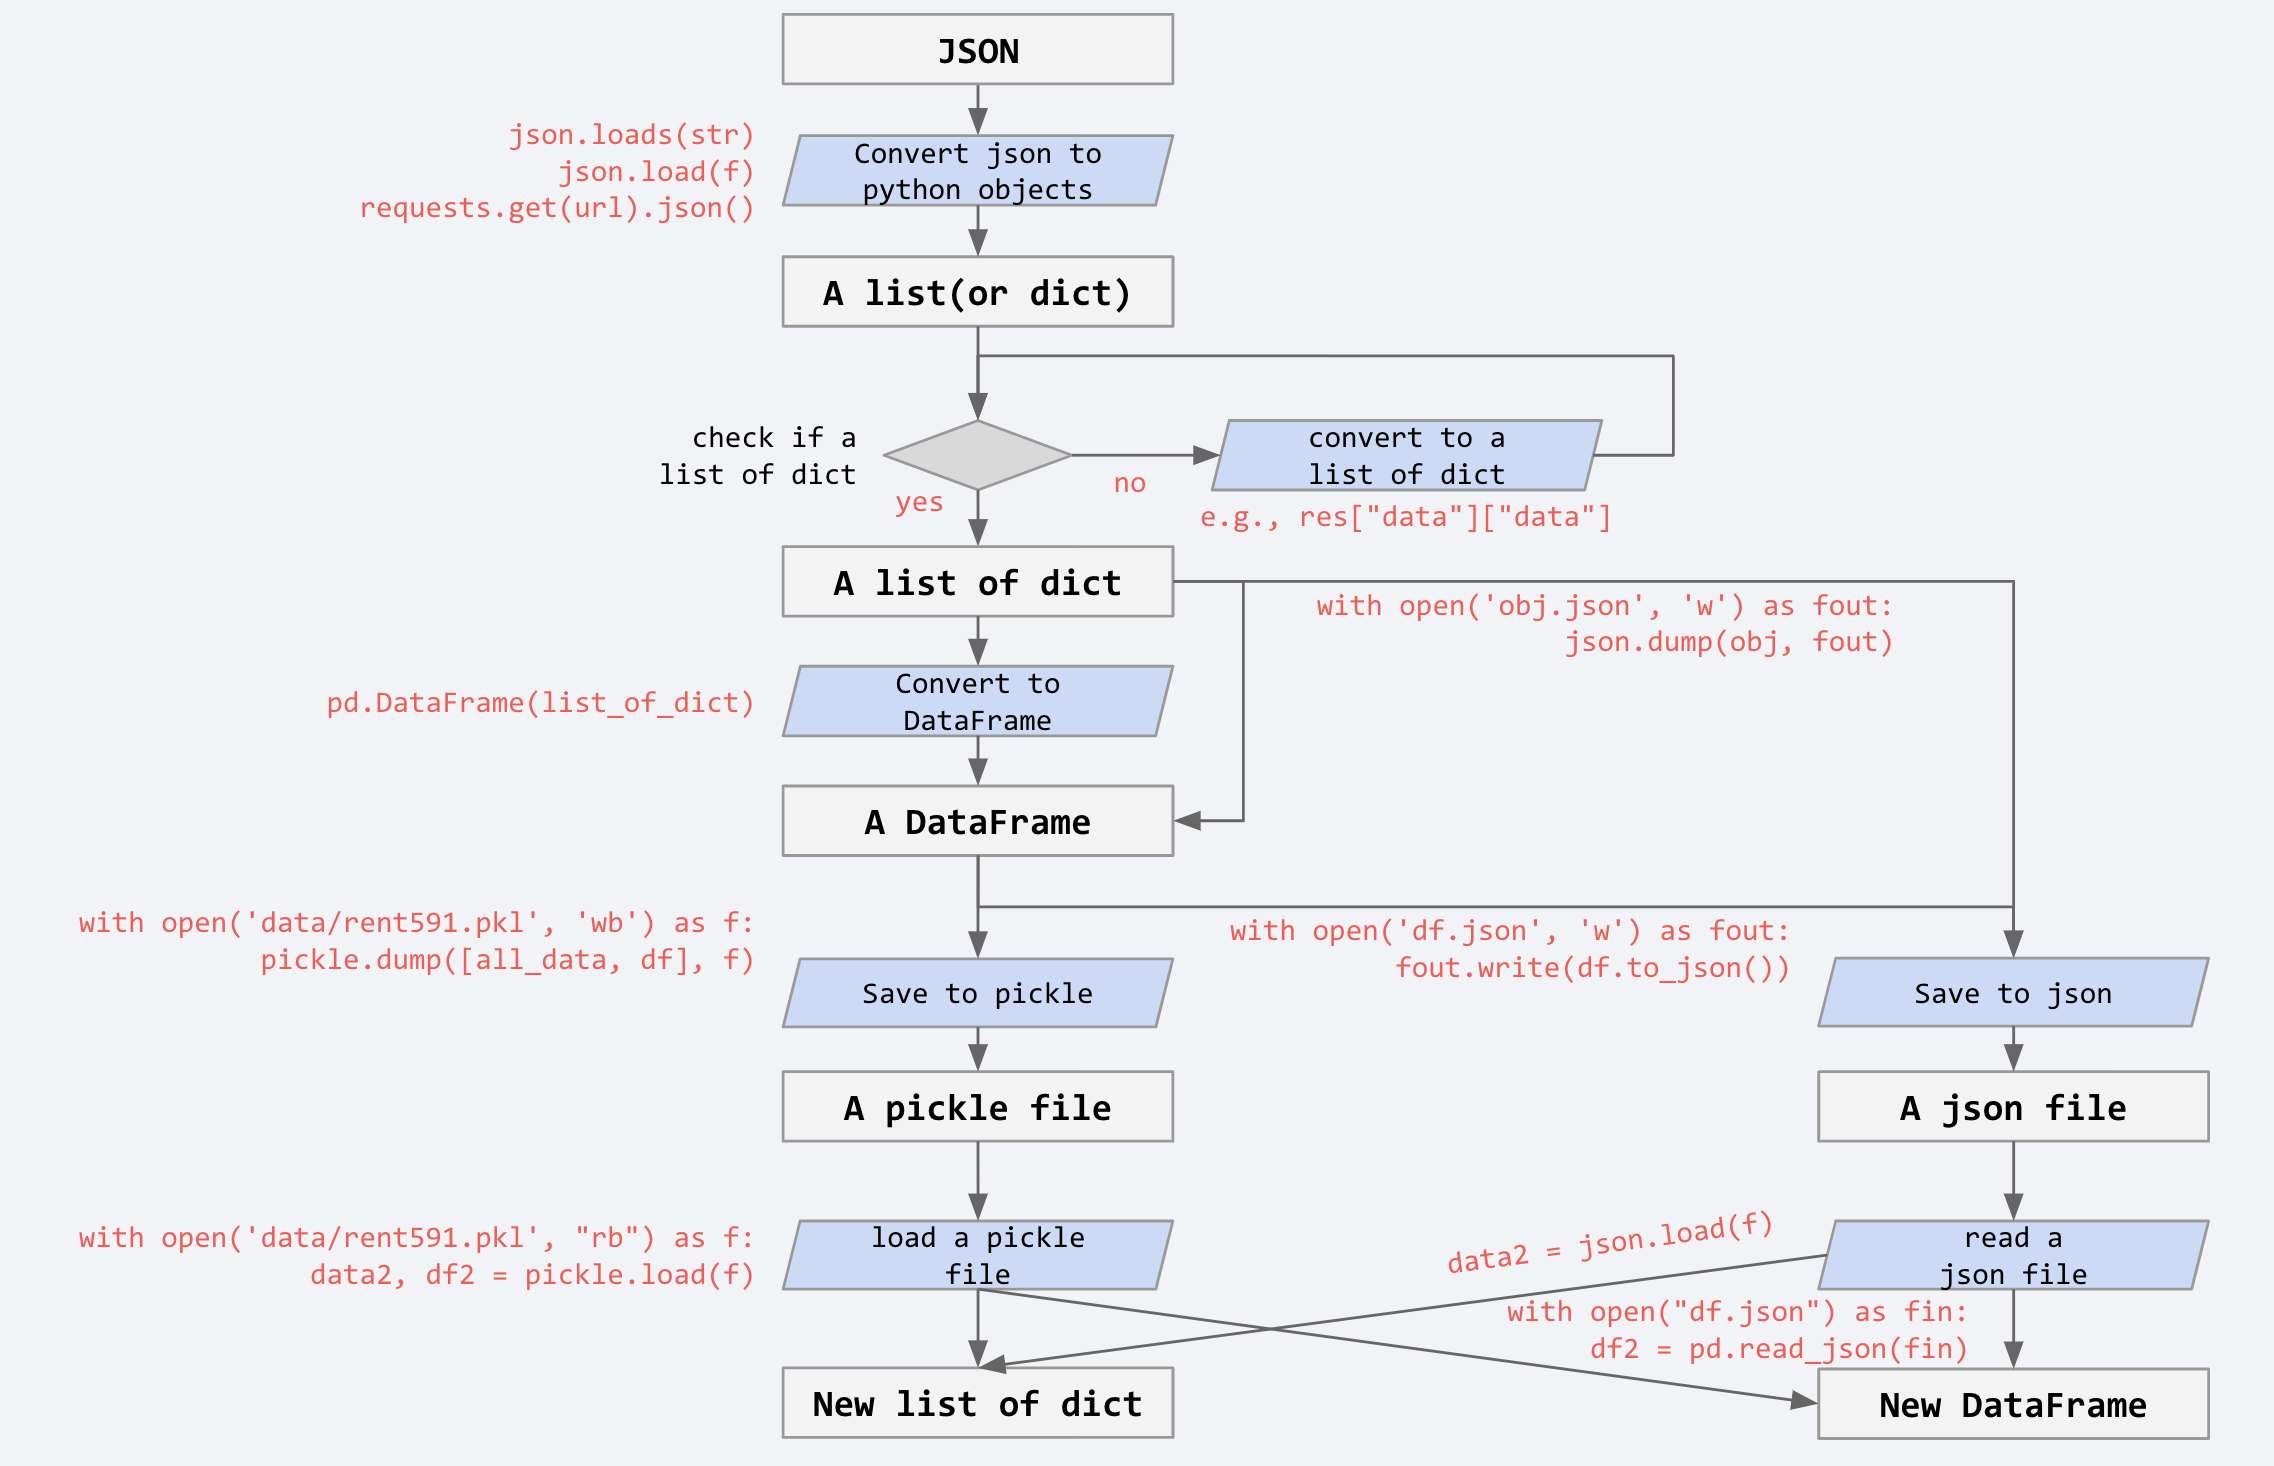 JSON
json.loads(str)
json.load(f)
requests.get(url).json()
Convert json to
python objects
A list(or dict)
check if a
list of dict
yes
no
convert to a
list of dict
e.g., res["data"]["data"]
A list of dict
with open('obj.json', 'w') as fout:
json.dump(obj, fout)
pd.DataFrame(list_of_dict)
Convert to
DataFrame
A DataFrame
with open('data/rent591.pkl', 'wb') as f:
pickle.dump([all_data, df], f)
with open('df.json', 'w') as fout:
fout.write(df.to_json())
Save to pickle
Save to json
A pickle file
A json file
with open('data/rent591.pkl', "rb") as f:
data2, df2 = pickle.load(f)
load a pickle
file
data2 = json.load(f)
read a
json file
with open("df.json") as fin:
df2 = pd.read_json(fin)
New list of dict
New DataFrame